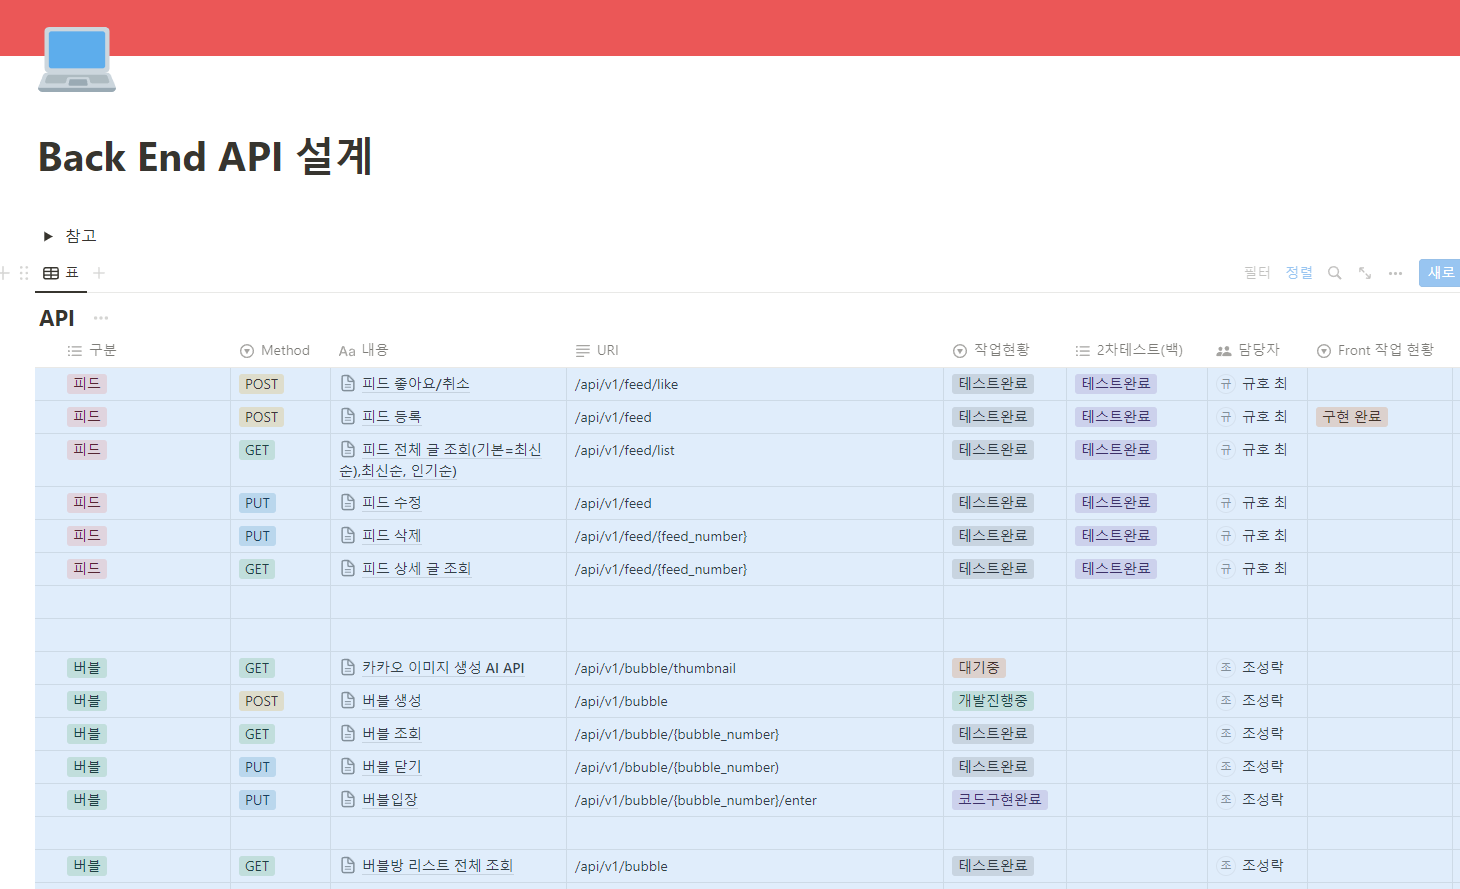 Back End API 설계
참고
표
필터 정렬 새로
API
구분 Method Aa 내용 URI 작업현황 2차테스트(백) 담당자 Front 작업 현황
피드 POST 피드 좋아요/취소 /api/v1/feed/like 테스트완료 테스트완료 규 규호 최
피드 POST 피드 등록 /api/v1/feed 테스트완료 테스트완료 규 규호 최 구현 완료
피드 GET 피드 전체 글 조회(기본=최신 /api/v1/feed/list 테스트완료 테스트완료 규 규호 최
순),최신순, 인기순)
피드 PUT 피드 수정 /api/v1/feed 테스트완료 테스트완료 규 규호 최
피드 PUT 피드 삭제 /api/v1/feed/{feed_number} 테스트완료 테스트완료 규 규호 최
피드 GET 피드 상세 글 조회 /api/v1/feed/{feed_number} 테스트완료 테스트완료 규 규호 최
버블 GET 카카오 이미지 생성 AI API /api/v1/bubble/thumbnail 대기중 조 조성락
버블 POST 버블 생성 /api/v1/bubble 개발진행중 조 조성락
버블 GET 버블 조회 /api/v1/bubble/{bubble_number} 테스트완료 조 조성락
버블 PUT 버블 닫기 /api/v1/bbuble/{bubble_number) 테스트완료 조 조성락
버블 PUT 버블입장 /api/v1/bubble/{bubble_number}/enter 코드구현완료 조 조성락
버블 GET 버블방 리스트 전체 조회 /api/v1/bubble 테스트완료 조 조성락